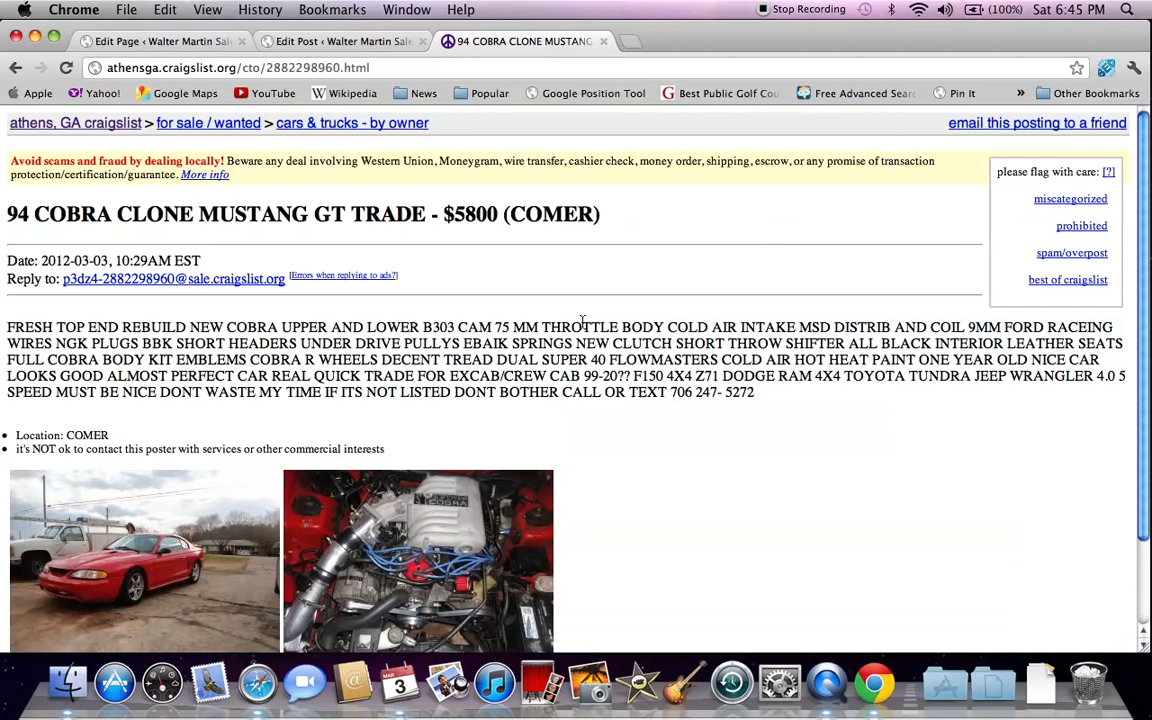 Chrome File Edit View History Bookmarks Window Help Stop Recording (100%) Sat 6:45 PM
Edit Page ‹ Walter Martin Sale Edit Post ‹ Walter Martin Sale 94 COBRA CLONE MUSTANG
athensga.craigslist.org/cto/2882298960.html
Apple Yahoo! Google Maps YouTube Wikipedia News Popular Google Position Tool Best Public Golf Cou Free Advanced Sear Pin It » Other Bookmarks
athens, GA craigslist > for sale / wanted > cars & trucks - by owner
email this posting to a friend
Avoid scams and fraud by dealing locally! Beware any deal involving Western Union, Moneygram, wire transfer, cashier check, money order, shipping, escrow, or any promise of transaction
protection/certification/guarantee. More info
please flag with care: [?]
miscategorized
prohibited
spam/overpost
best of craigslist
94 COBRA CLONE MUSTANG GT TRADE - $5800 (COMER)
Date: 2012-03-03, 10:29AM EST
Reply to: p3dz4-2882298960@sale.craigslist.org [Errors when replying to ads?]
FRESH TOP END REBUILD NEW COBRA UPPER AND LOWER B303 CAM 75 MM THROTTLE BODY COLD AIR INTAKE MSD DISTRIB AND COIL 9MM FORD RACEING
WIRES NGK PLUGS BBK SHORT HEADERS UNDER DRIVE PULLYS EBAIK SPRINGS NEW CLUTCH SHORT THROW SHIFTER ALL BLACK INTERIOR LEATHER SEATS
FULL COBRA BODY KIT EMBLEMS COBRA R WHEELS DECENT TREAD DUAL SUPER 40 FLOWMASTERS COLD AIR HOT HEAT PAINT ONE YEAR OLD NICE CAR
LOOKS GOOD ALMOST PERFECT CAR REAL QUICK TRADE FOR EXCAB/CREW CAB 99-20?? F150 4X4 Z71 DODGE RAM 4X4 TOYOTA TUNDRA JEEP WRANGLER 4.0 5
SPEED MUST BE NICE DONT WASTE MY TIME IF ITS NOT LISTED DONT BOTHER CALL OR TEXT 706 247- 5272
Location: COMER
it's NOT ok to contact this poster with services or other commercial interests
COBRA
MAR
3